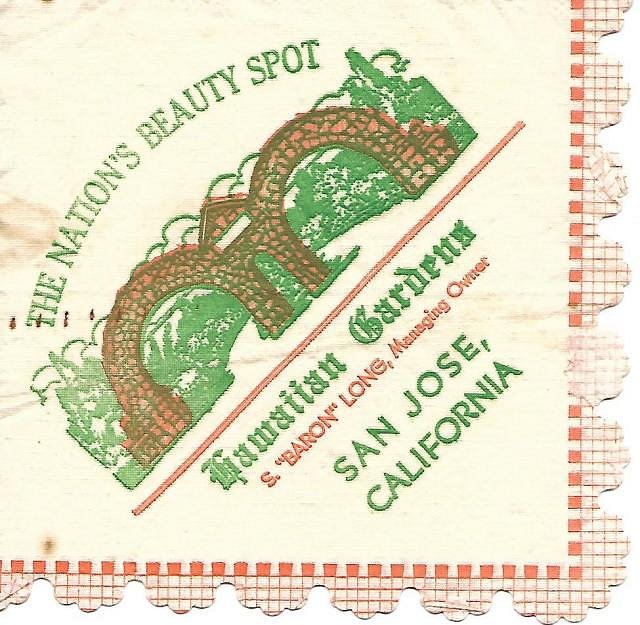 THE NATION'S BEAUTY SPOT
Hawaiian Gardens
S. "BARON" LONG, Managing Owner
SAN JOSE,
CALIFORNIA